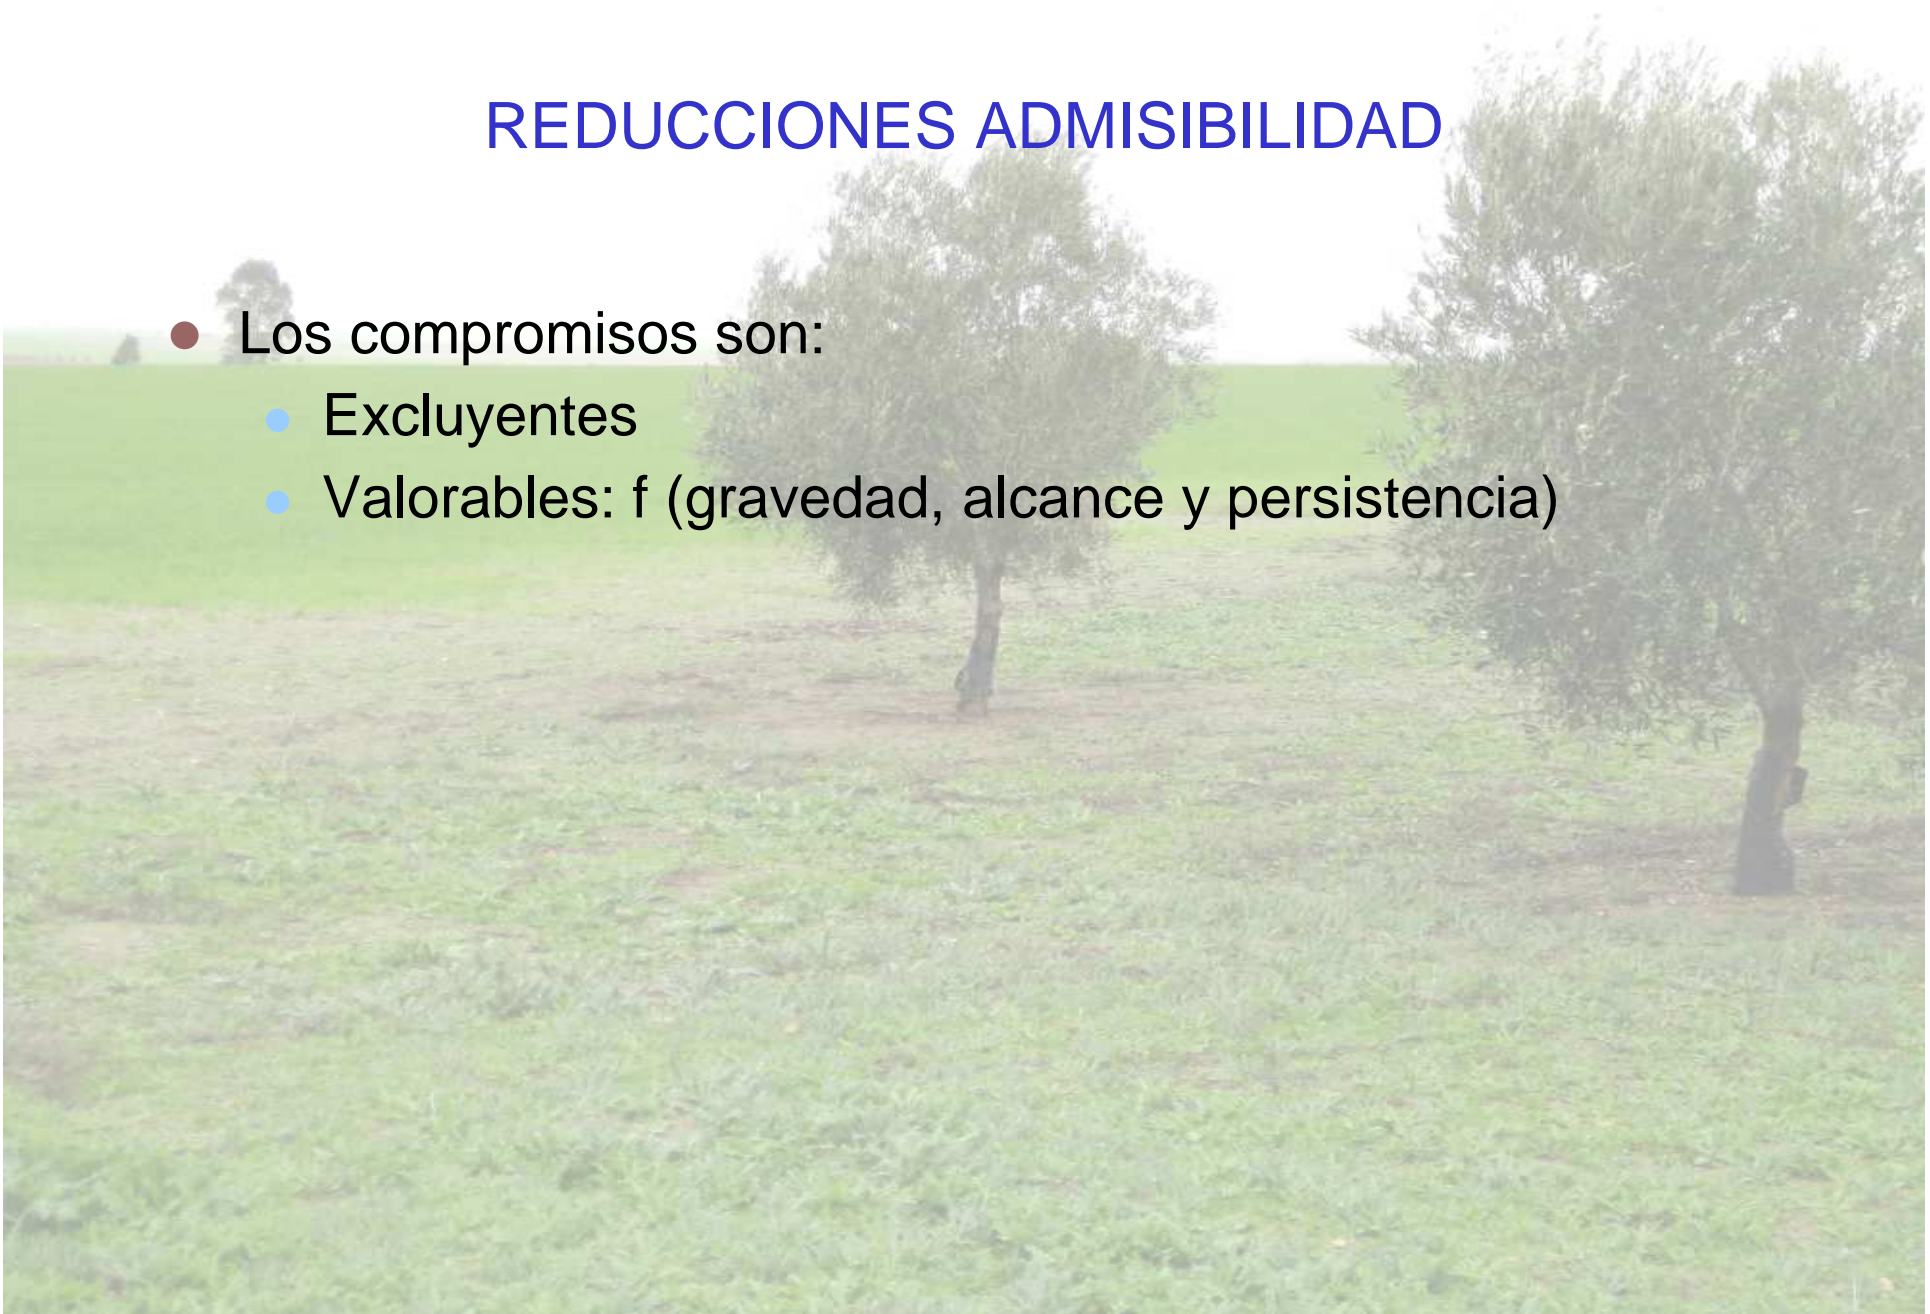 REDUCCIONES ADMISIBILIDAD
Los compromisos son:
Excluyentes
Valorables: f (gravedad, alcance y persistencia)